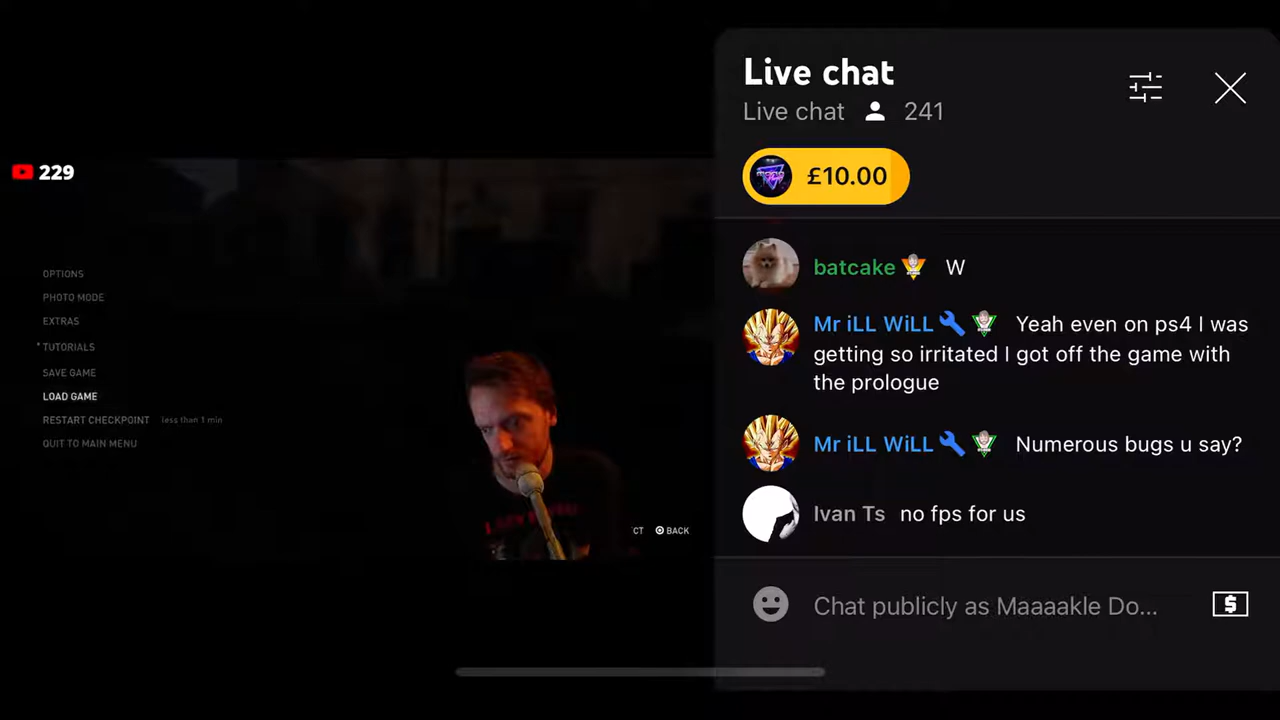 229
OPTIONS
PHOTO MODE
EXTRAS
TUTORIALS
SAVE GAME
LOAD GAME
RESTART CHECKPOINT less than 1 min
QUIT TO MAIN MENU
CT BACK
Live chat
Live chat 241
£10.00
batcake W
Mr iLL WiLL Yeah even on ps4 I was
getting so irritated I got off the game with
the prologue
Mr iLL WiLL Numerous bugs u say?
Ivan Ts no fps for us
Chat publicly as Maaaakle Do...